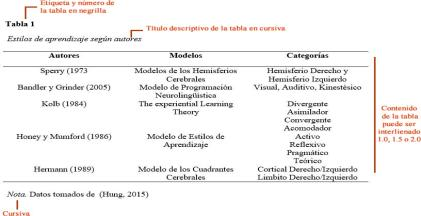 Etiqueta y número de
la tabla en negrilla
Tabla 1
Título descriptivo de la tabla en cursiva
Estilos de aprendizaje según autores
Autores Modelos Categorías
Sperry (1973 Modelos de los Hemisferios Hemisferio Derecho y
Cerebrales Hemisferio Izquierdo
Bandler y Grinder (2005) Modelo de Programación Visual, Auditivo, Kinestésico
Neurolingüística
Kolb (1984) The experiential Learning Divergente
Theory Asimilador
Convergente
Acomodador
Honey y Mumford (1986) Modelo de Estilos de Activo
Aprendizaje Reflexivo
Pragmático
Teórico
Hermann (1989) Modelo de los Cuadrantes Cortical Derecho/Izquierdo
Cerebrales Limbito Derecho/Izquierdo
Contenido
de la tabla
puede ser
interlienado
1.0, 1.5 o 2.0
Nota. Datos tomados de (Hung, 2015)
Cursiva